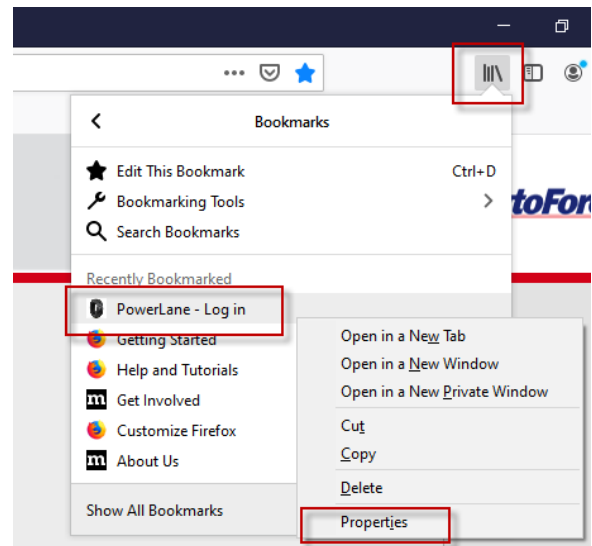 Bookmarks
Edit This Bookmark Ctrl+D
Bookmarking Tools
Search Bookmarks
toFor
Recently Bookmarked
PowerLane - Log in
Getting Started
Help and Tutorials
Get Involved
Customize Firefox
About Us
Show All Bookmarks
Open in a New Tab
Open in a New Window
Open in a New Private Window
Cut
Copy
Delete
Properties